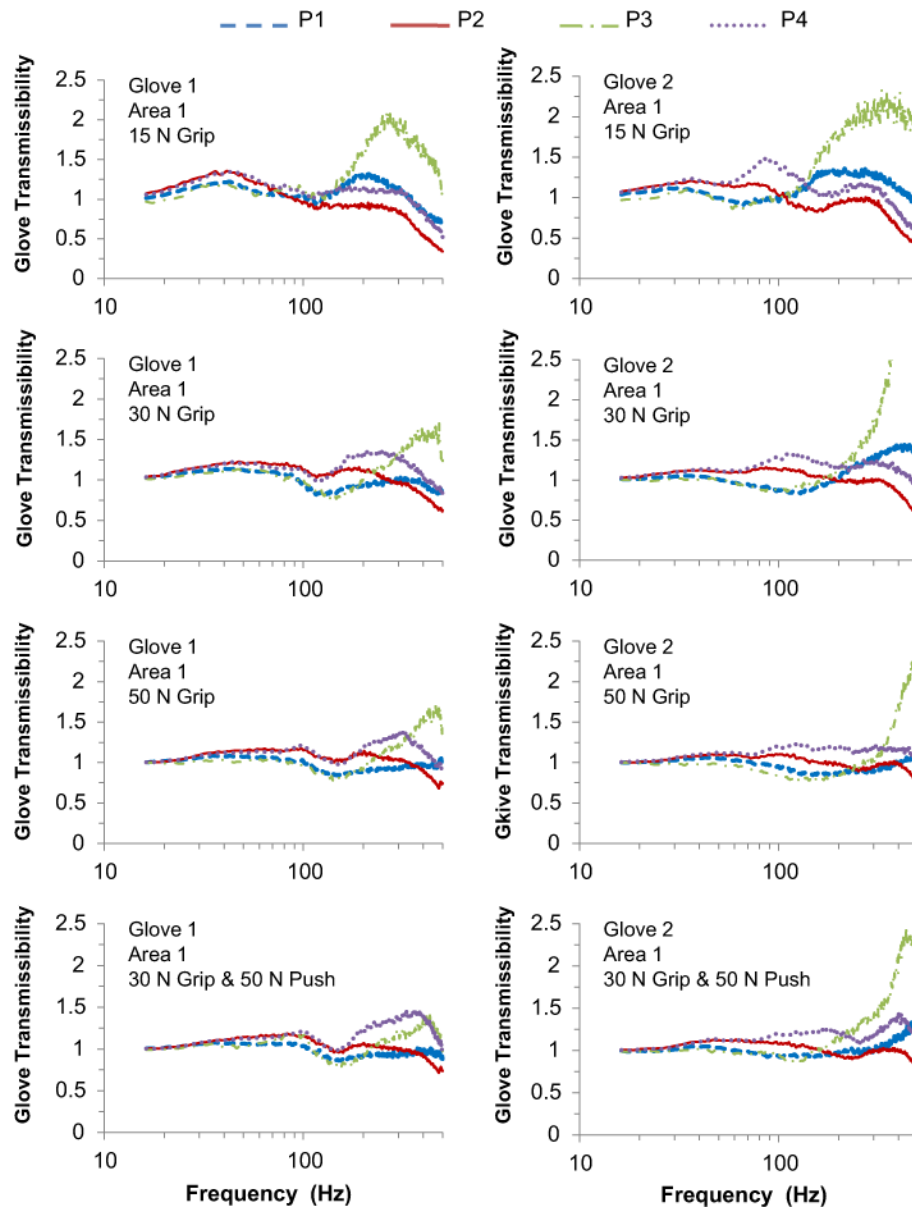 P1 P2 P3 P4
Glove Transmissibility
2.5
2
1.5
1
0.5
0
Glove 1
Area 1
15 N Grip
10 100
Glove Transmissibility
2.5
2
1.5
1
0.5
0
Glove 2
Area 1
15 N Grip
10 100
Glove Transmissibility
2.5
2
1.5
1
0.5
0
Glove 1
Area 1
30 N Grip
10 100
Glove Transmissibility
2.5
2
1.5
1
0.5
0
Glove 2
Area 1
30 N Grip
10 100
Glove Transmissibility
2.5
2
1.5
1
0.5
0
Glove 1
Area 1
50 N Grip
10 100
Gkive Transmissibility
2.5
2
1.5
1
0.5
0
Glove 2
Area 1
50 N Grip
10 100
Glove Transmissibility
2.5
2
1.5
1
0.5
0
Glove 1
Area 1
30 N Grip & 50 N Push
10 100
Frequency (Hz)
Glove Transmissibility
2.5
2
1.5
1
0.5
0
Glove 2
Area 1
30 N Grip & 50 N Push
10 100
Frequency (Hz)